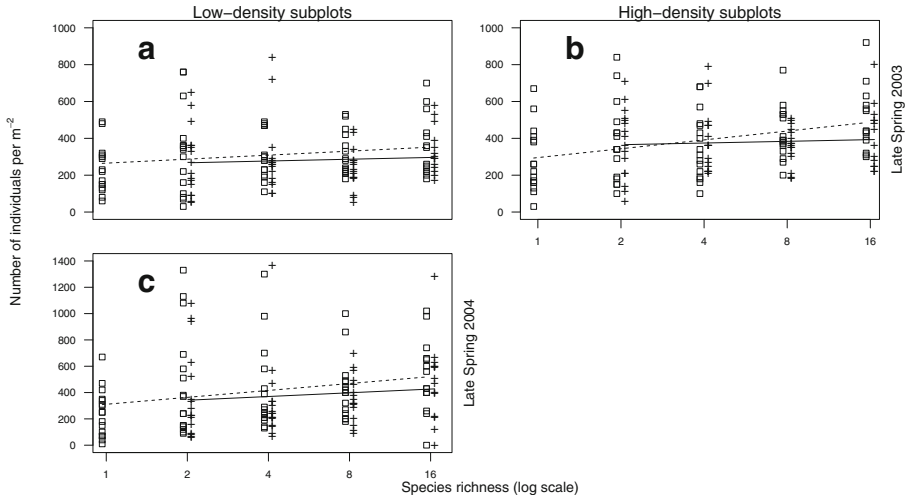 Low-density subplots
High-density subplots
Number of individuals per m⁻²
1000
800
600
400
200
0
a
1000
800
600
400
200
0
b
1 2 4 8 16
Late Spring 2003
1400
1200
1000
800
600
400
200
0
c
1 2 4 8 16
Late Spring 2004
Species richness (log scale)